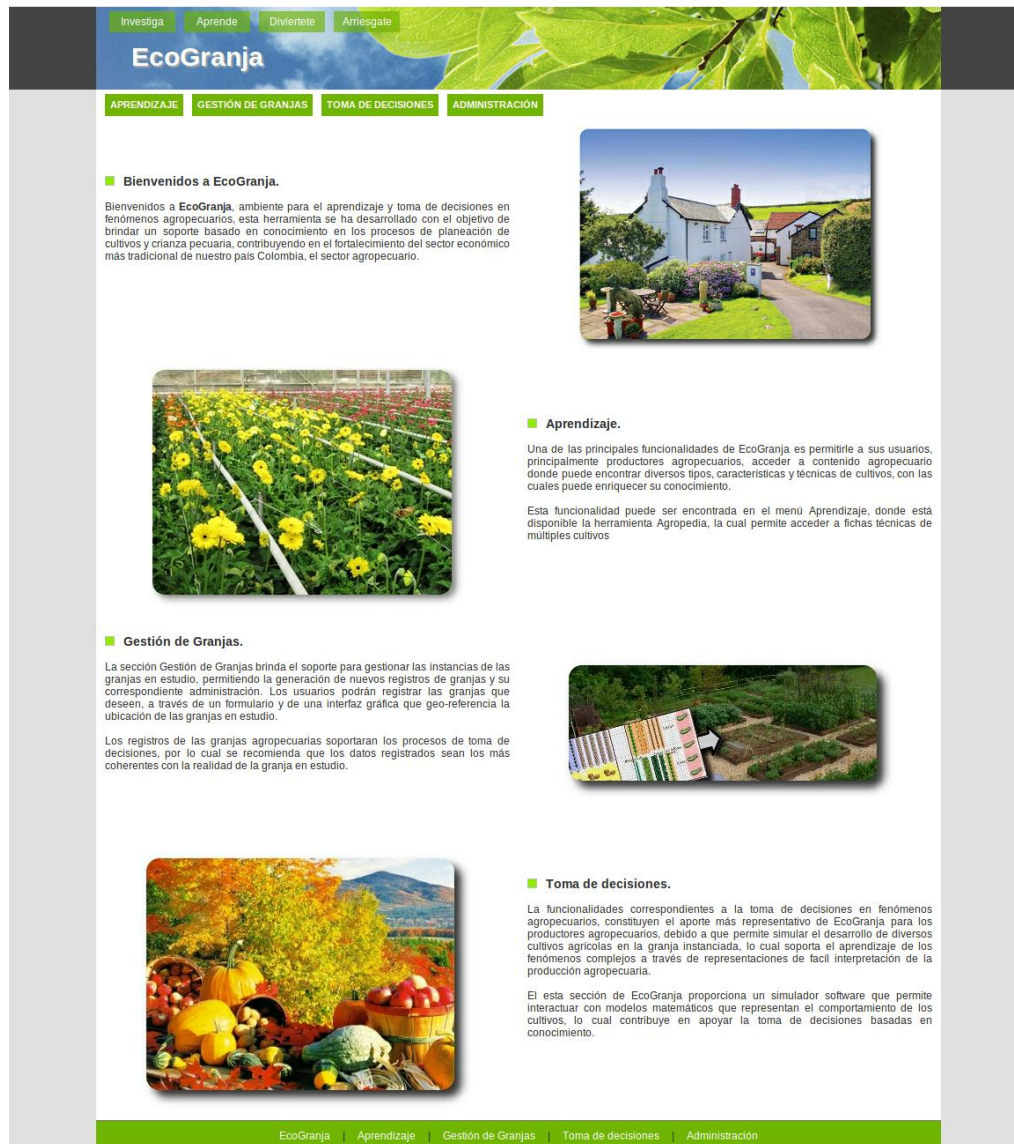 Investiga Aprende Diviertete Arriesgate
EcoGranja
APRENDIZAJE GESTIÓN DE GRANJAS TOMA DE DECISIONES ADMINISTRACIÓN
Bienvenidos a EcoGranja.
Bienvenidos a EcoGranja, ambiente para el aprendizaje y toma de decisiones en
fenómenos agropecuarios, esta herramienta se ha desarrollado con el objetivo de
brindar un soporte basado en conocimiento en los procesos de planeación de
cultivos y crianza pecuaria, contribuyendo en el fortalecimiento del sector económico
más tradicional de nuestro país Colombia, el sector agropecuario.
Aprendizaje.
Una de las principales funcionalidades de EcoGranja es permitirle a sus usuarios,
principalmente productores agropecuarios, acceder a contenido agropecuario
donde puede encontrar diversos tipos, características y técnicas de cultivos, con las
cuales puede enriquecer su conocimiento.
Esta funcionalidad puede ser encontrada en el menú Aprendizaje, donde está
disponible la herramienta Agropedia, la cual permite acceder a fichas técnicas de
múltiples cultivos
Gestión de Granjas.
La sección Gestión de Granjas brinda el soporte para gestionar las instancias de las
granjas en estudio, permitiendo la generación de nuevos registros de granjas y su
correspondiente administración. Los usuarios podrán registrar las granjas que
deseen, a través de un formulario y de una interfaz gráfica que geo-referencia la
ubicación de las granjas en estudio.
Los registros de las granjas agropecuarias soportaran los procesos de toma de
decisiones, por lo cual se recomienda que los datos registrados sean los más
coherentes con la realidad de la granja en estudio.
Toma de decisiones.
La funcionalidades correspondientes a la toma de decisiones en fenómenos
agropecuarios, constituyen el aporte más representativo de EcoGranja para los
productores agropecuarios, debido a que permite simular el desarrollo de diversos
cultivos agrícolas en la granja instanciada, lo cual soporta el aprendizaje de los
fenómenos complejos a través de representaciones de facíl interpretación de la
producción agropecuaria.
El esta sección de EcoGranja proporciona un simulador software que permite
interactuar con modelos matemáticos que representan el comportamiento de los
cultivos, lo cual contribuye en apoyar la toma de decisiones basadas en
conocimiento.
EcoGranja | Aprendizaje | Gestión de Granjas | Toma de decisiones | Administración